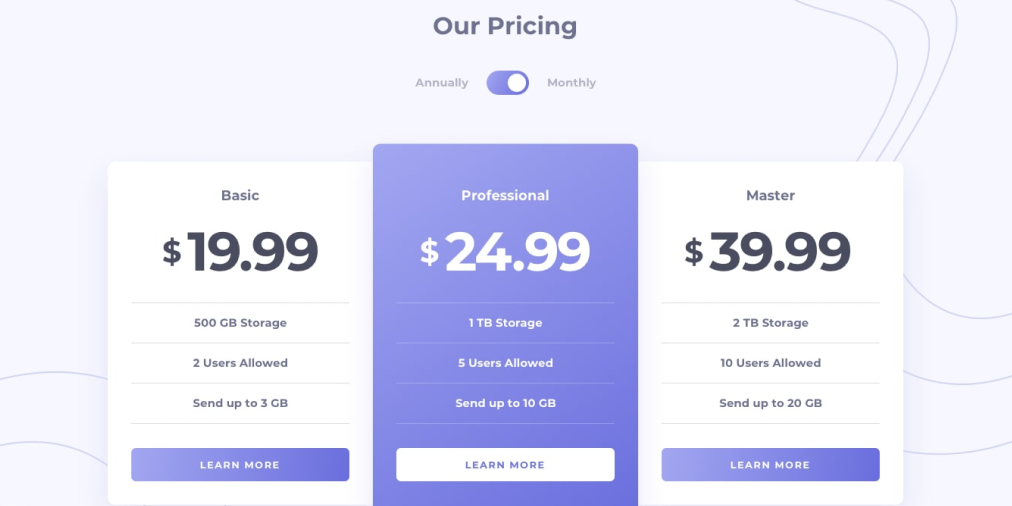 Our Pricing
Annually
Monthly
Basic
$ 19.99
500 GB Storage
2 Users Allowed
Send up to 3 GB
LEARN MORE
Professional
$ 24.99
1 TB Storage
5 Users Allowed
Send up to 10 GB
LEARN MORE
Master
$ 39.99
2 TB Storage
10 Users Allowed
Send up to 20 GB
LEARN MORE